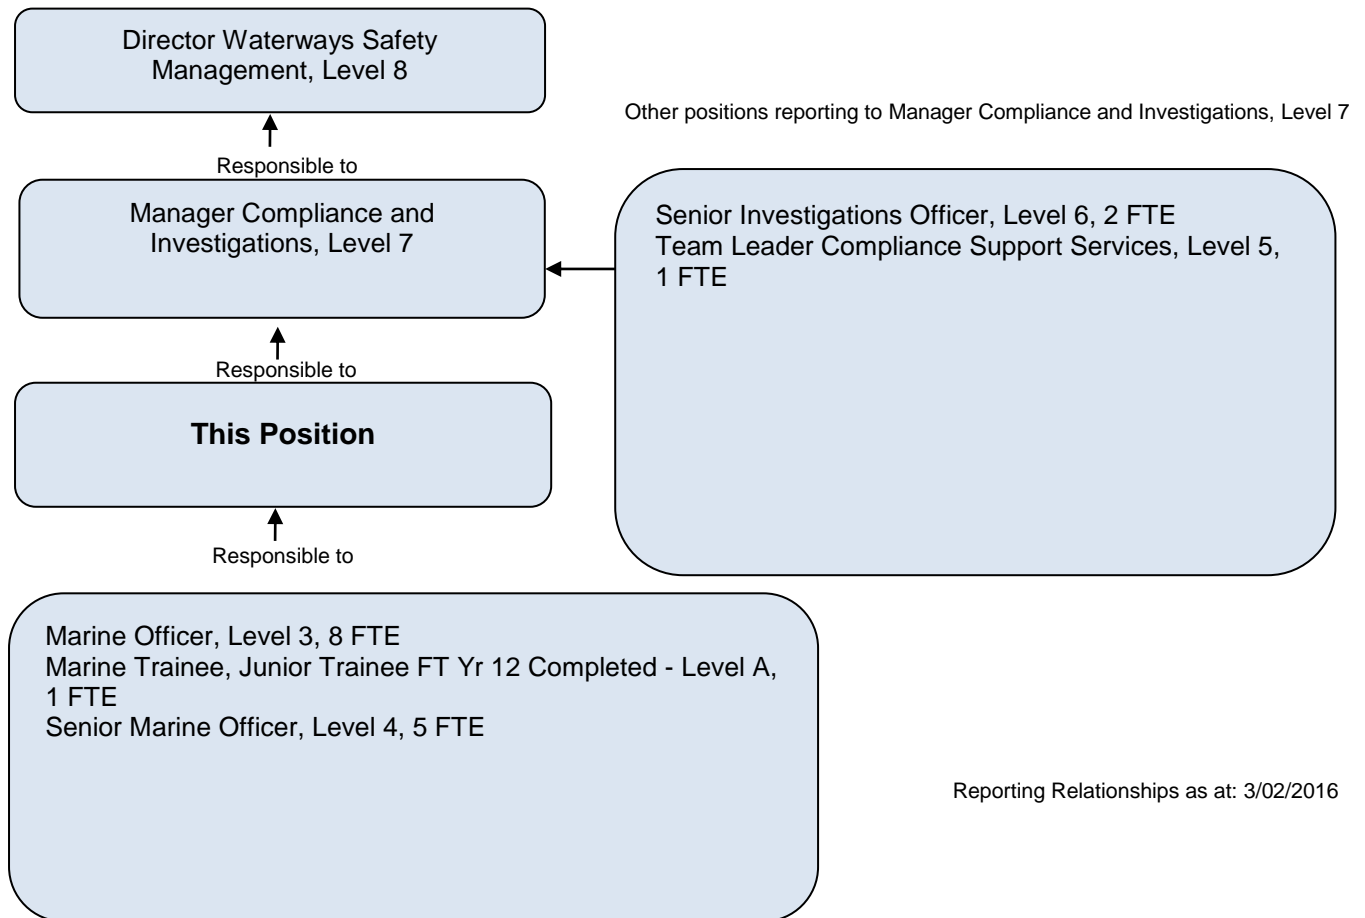 Director Waterways Safety
Management, Level 8
Other positions reporting to Manager Compliance and Investigations, Level 7
Responsible to
Manager Compliance and
Investigations, Level 7
Senior Investigations Officer, Level 6, 2 FTE
Team Leader Compliance Support Services, Level 5,
1 FTE
Responsible to
This Position
Responsible to
Marine Officer, Level 3, 8 FTE
Marine Trainee, Junior Trainee FT Yr 12 Completed - Level A,
1 FTE
Senior Marine Officer, Level 4, 5 FTE
Reporting Relationships as at: 3/02/2016